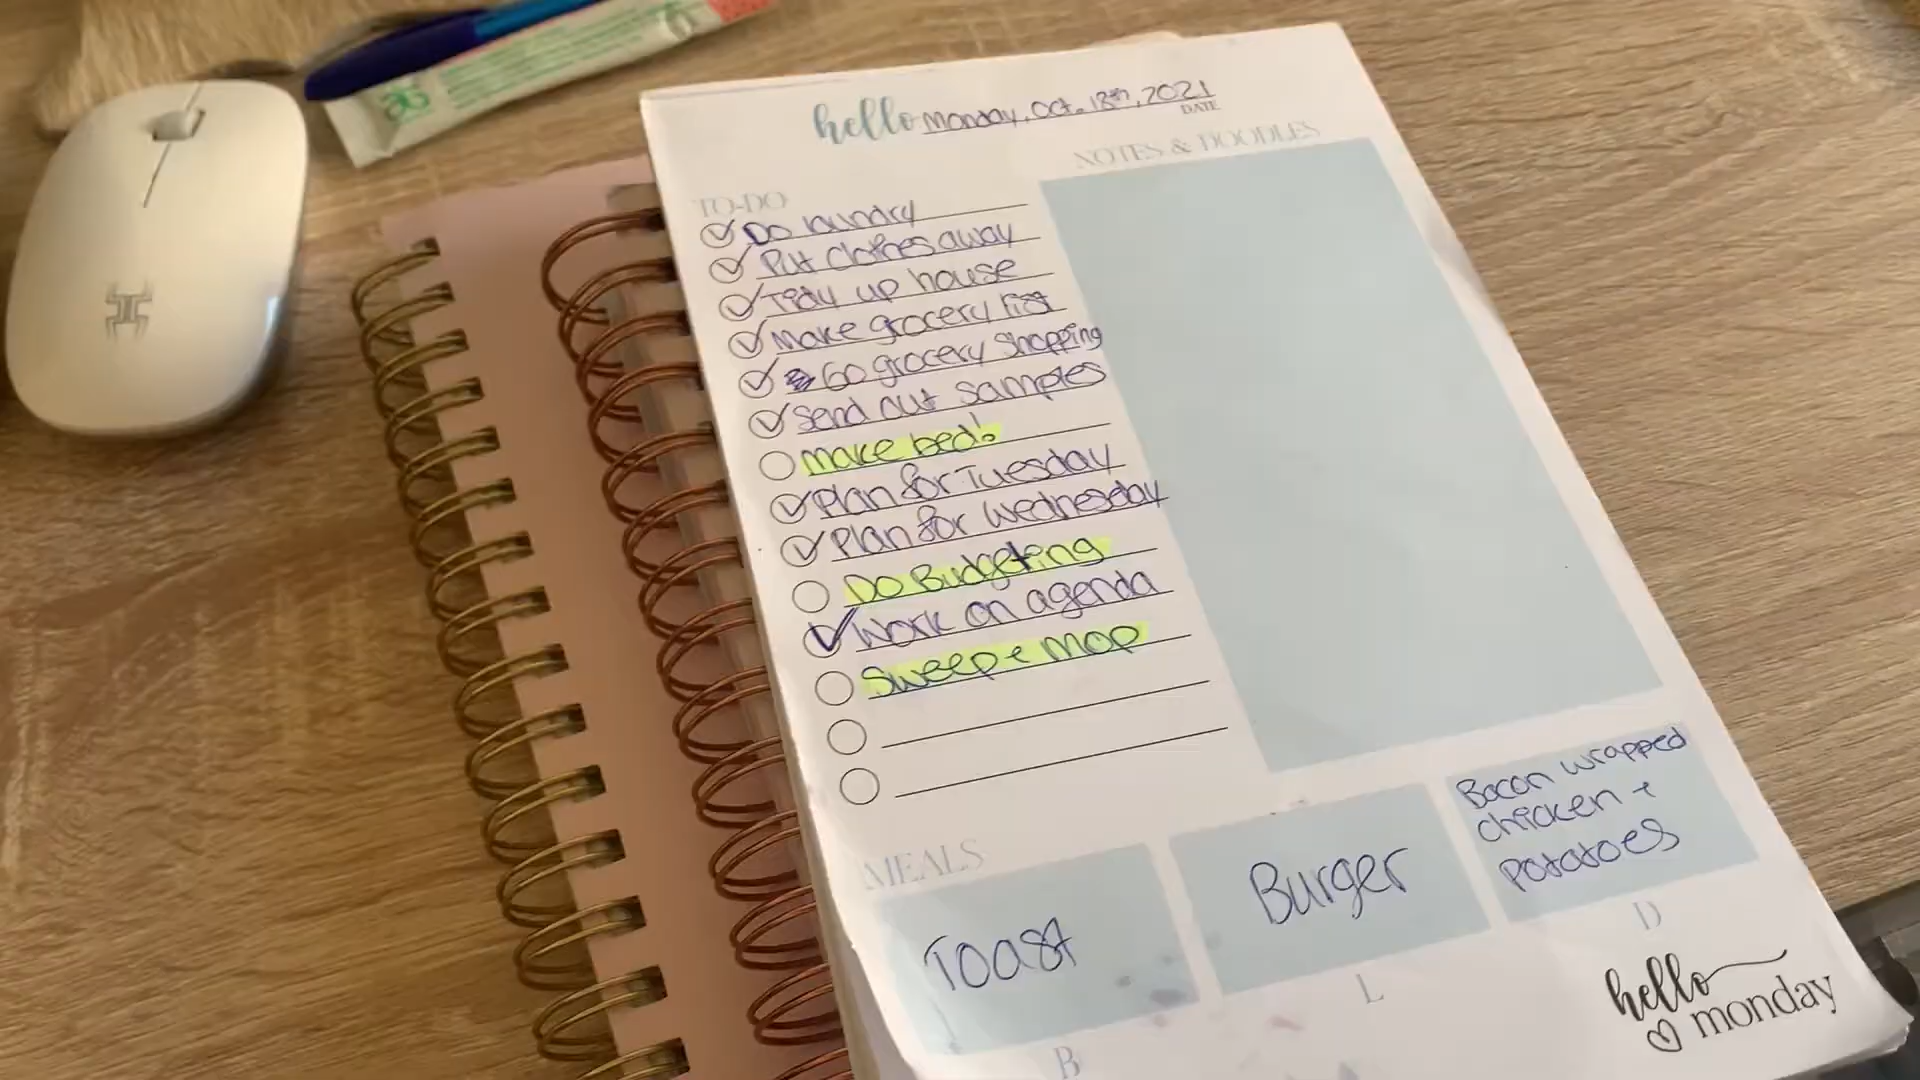 hello Monday, Oct. 18th, 2021
DATE
NOTES & DOODLES
TO-DO
Do laundry
Put clothes away
Tidy up house
Make grocery list
Go grocery shopping
Send out samples
make bed!
Plan for Tuesday
Plan for Wednesday
Do Budgeting
Work on agenda
Sweep + Mop
MEALS
Toast
Burger
Bacon wrapped
chicken +
Potatoes
B
L
D
hello
monday